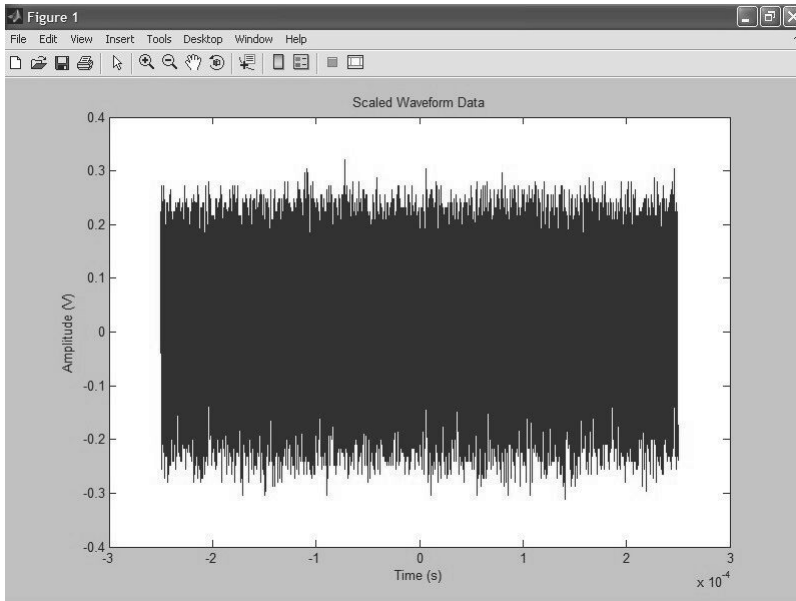 Figure 1
File Edit View Insert Tools Desktop Window Help
Scaled Waveform Data
0.4
0.3
0.2
0.1
0
-0.1
-0.2
-0.3
-0.4
Amplitude (V)
-3 -2 -1 0 1 2 3
Time (s)
x 10⁻⁴